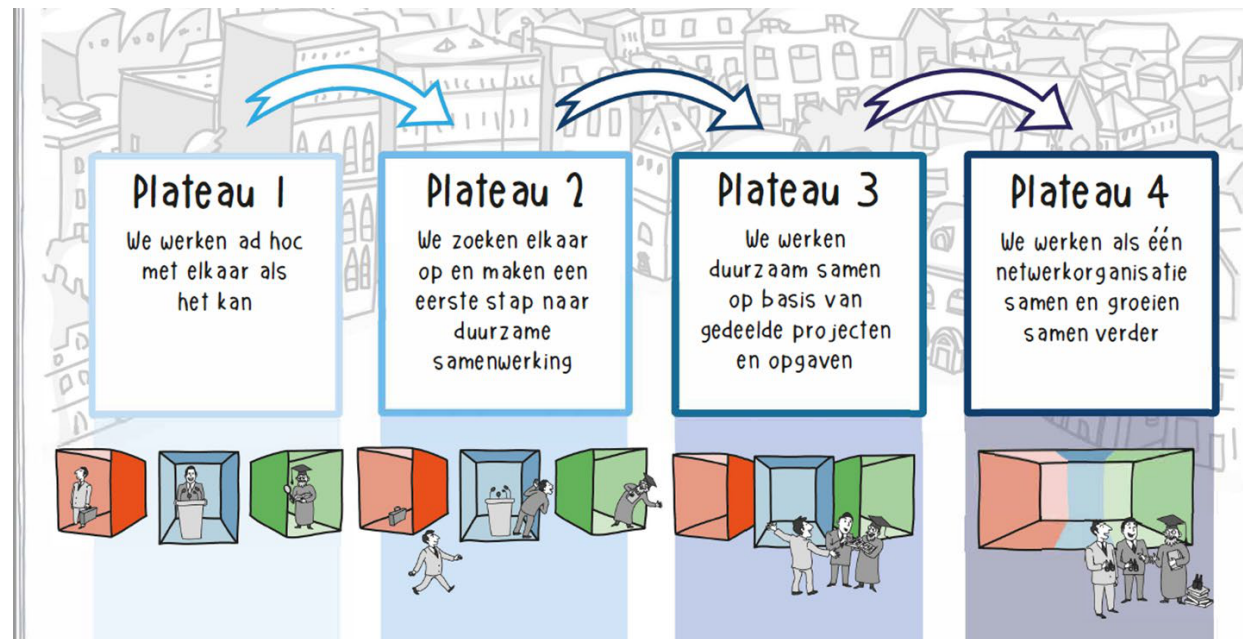 Plateau 1
We werken ad hoc
met elkaar als
het kan
Plateau 2
We zoeken elkaar
op en maken een
eerste stap naar
duurzame
samenwerking
Plateau 3
We werken
duurzaam samen
op basis van
gedeelde projecten
en opgaven
Plateau 4
We werken als één
netwerkorganisatie
samen en groeien
samen verder